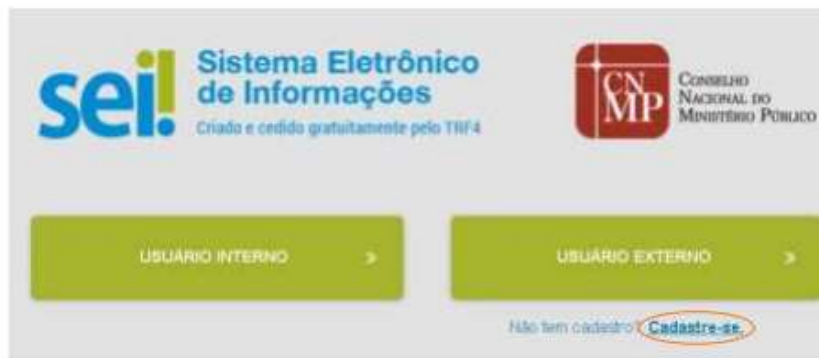 sei!
Sistema Eletrônico
de Informações
Criado e cedido gratuitamente pelo TRF4
CN
MP
CONSELHO
NACIONAL DO
MINISTÉRIO PÚBLICO
USUÁRIO INTERNO »
USUÁRIO EXTERNO »
Não tem cadastro? Cadastre-se.